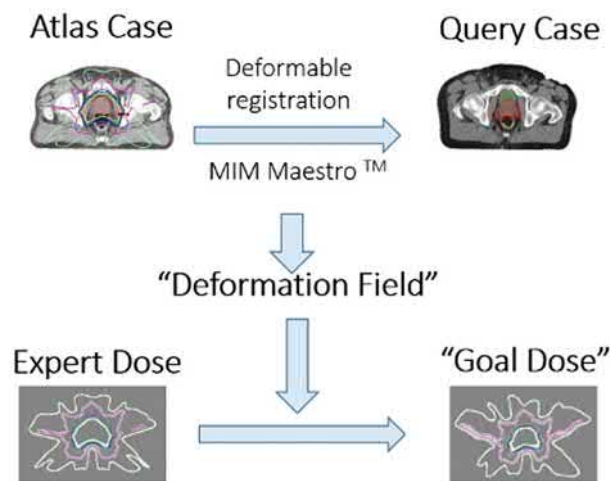 Atlas Case
Query Case
Deformable
registration
MIM Maestro ™
“Deformation Field”
Expert Dose
“Goal Dose”